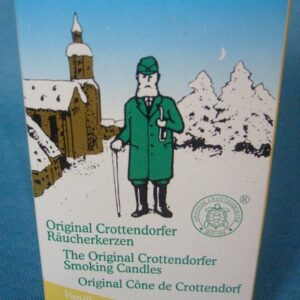 Original Crottendorfer
Räucherkerzen
The Original Crottendorfer
Smoking Candles
Original Cône de Crottendorf
®